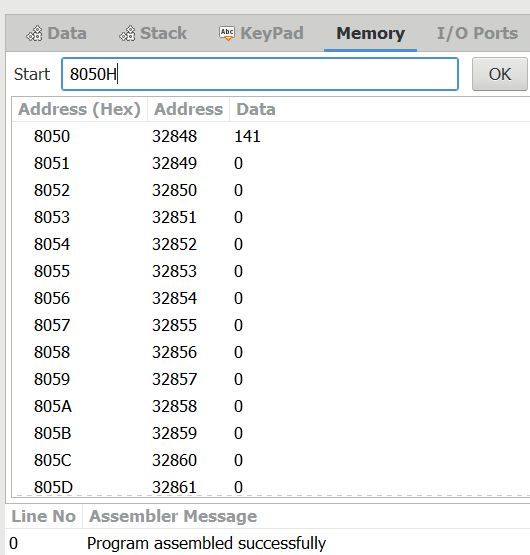 Data Stack Abc KeyPad Memory I/O Ports
Start 8050H OK
Address (Hex) Address Data
8050 32848 141
8051 32849 0
8052 32850 0
8053 32851 0
8054 32852 0
8055 32853 0
8056 32854 0
8057 32855 0
8058 32856 0
8059 32857 0
805A 32858 0
805B 32859 0
805C 32860 0
805D 32861 0
Line No Assembler Message
0 Program assembled successfully